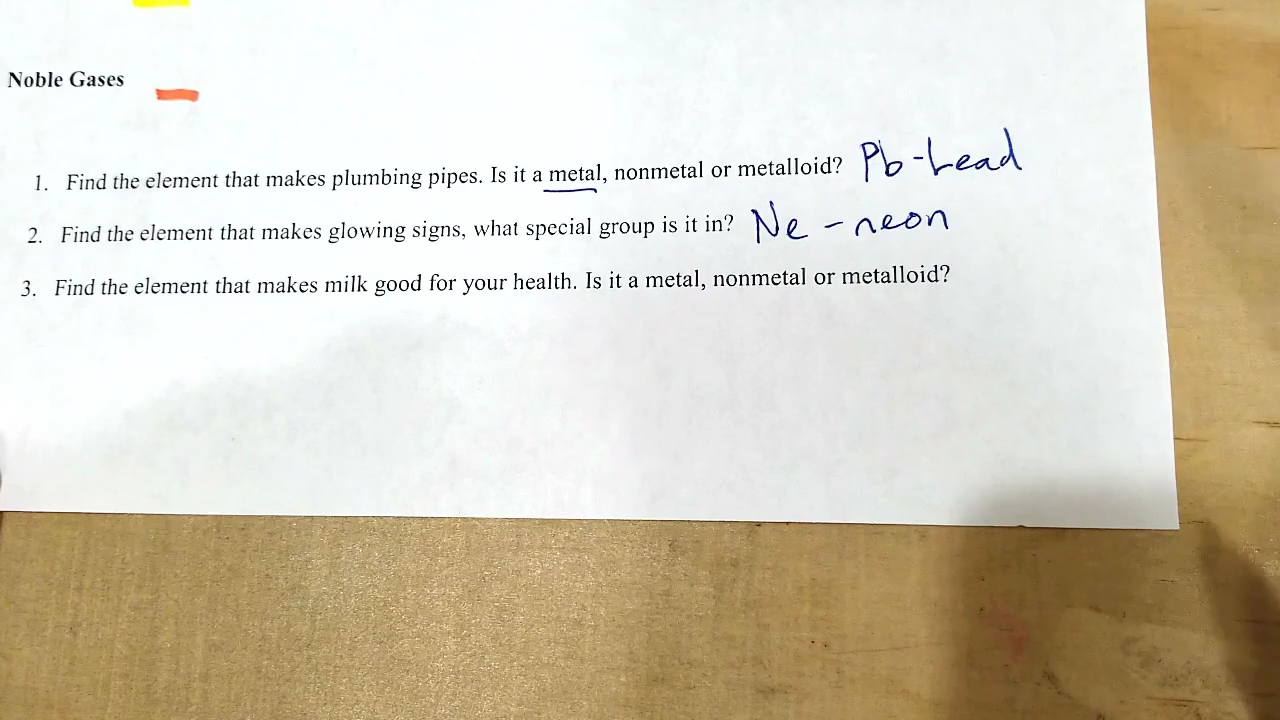 Noble Gases
1. Find the element that makes plumbing pipes. Is it a metal, nonmetal or metalloid? Pb-Lead
2. Find the element that makes glowing signs, what special group is it in? Ne - neon
3. Find the element that makes milk good for your health. Is it a metal, nonmetal or metalloid?